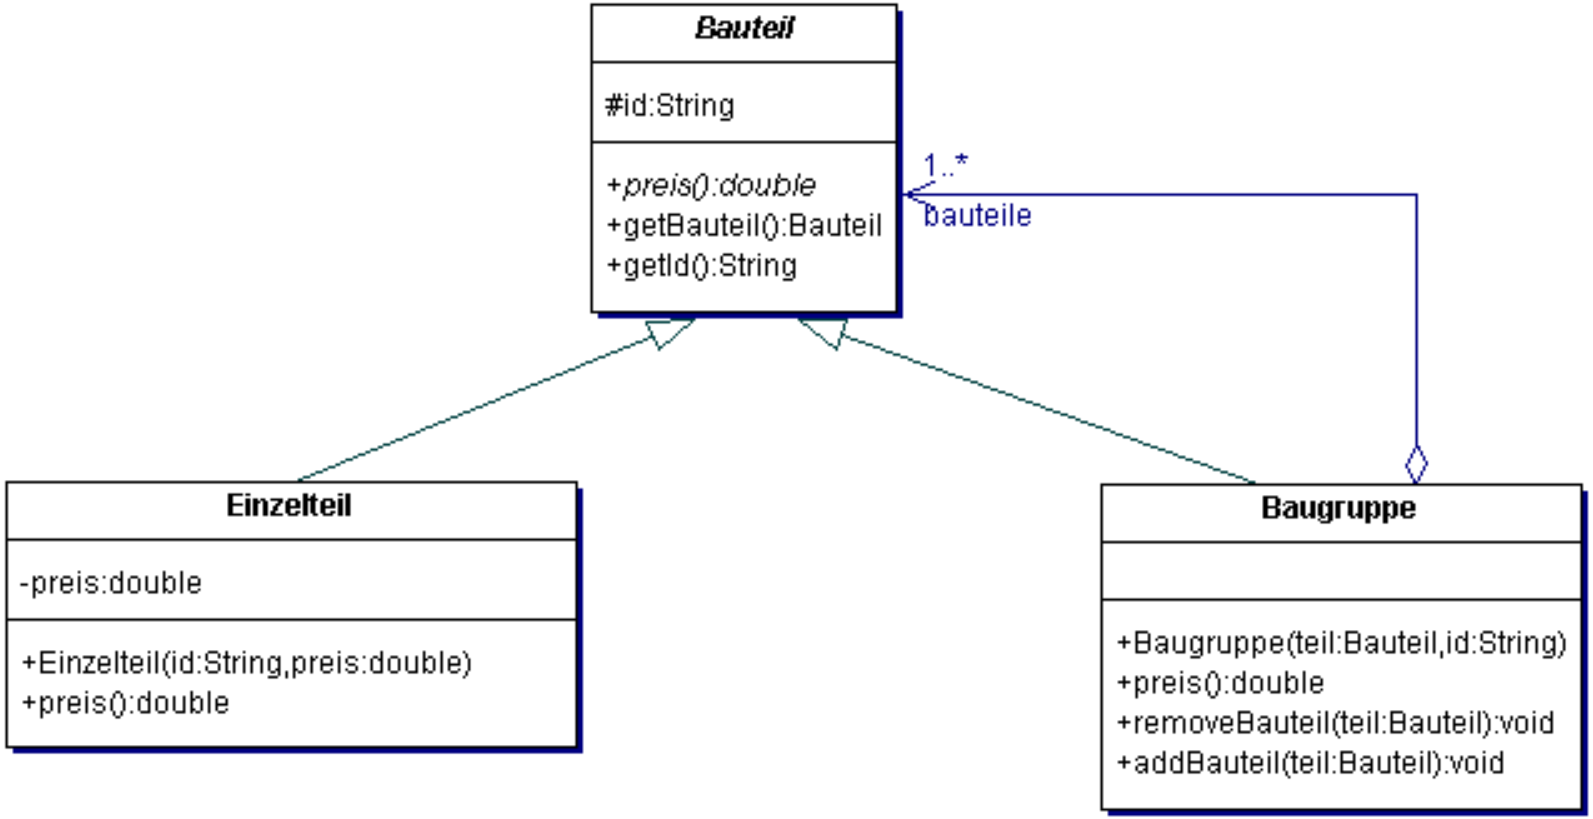 Bauteil
#id:String
+preis():double
+getBauteil():Bauteil
+getId():String
1..*
bauteile
Einzelteil
-preis:double
+Einzelteil(id:String,preis:double)
+preis():double
Baugruppe
+Baugruppe(teil:Bauteil,id:String)
+preis():double
+removeBauteil(teil:Bauteil):void
+addBauteil(teil:Bauteil):void